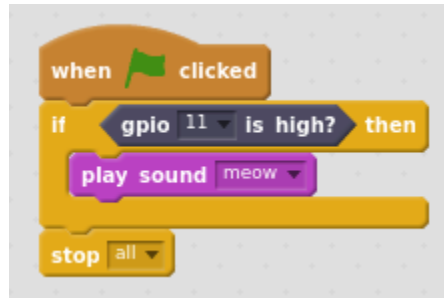 when clicked
if gpio 11 is high? then
play sound meow
stop all